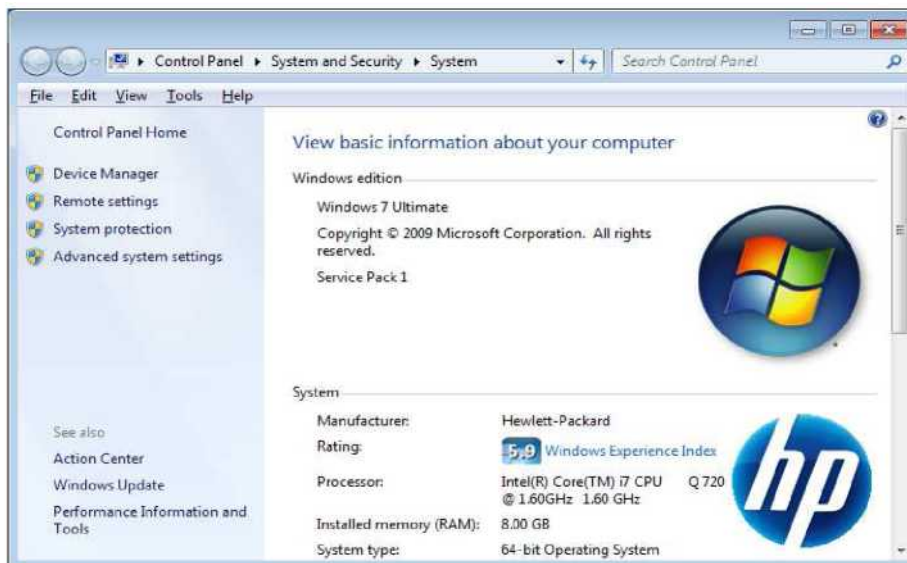 Control Panel System and Security System Search Control Panel
File Edit View Tools Help
Control Panel Home
Device Manager
Remote settings
System protection
Advanced system settings
See also
Action Center
Windows Update
Performance Information and
Tools
View basic information about your computer
Windows edition
Windows 7 Ultimate
Copyright © 2009 Microsoft Corporation. All rights
reserved.
Service Pack 1
System
Manufacturer: Hewlett-Packard
Rating: 5,9 Windows Experience Index
Processor: Intel(R) Core(TM) i7 CPU Q 720
@ 1.60GHz 1.60 GHz
Installed memory (RAM): 8.00 GB
System type: 64-bit Operating System
hp